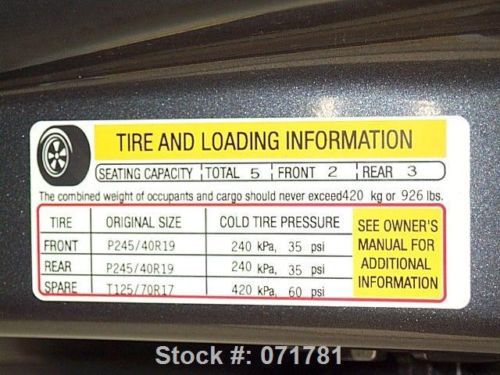 TIRE AND LOADING INFORMATION
SEATING CAPACITY TOTAL 5 FRONT 2 REAR 3
The combined weight of occupants and cargo should never exceed420 kg or 926 lbs.
TIRE ORIGINAL SIZE COLD TIRE PRESSURE
FRONT P245/40R19 240 kPa, 35 psi
REAR P245/40R19 240 kPa, 35 psi
SPARE T125/70R17 420 kPa, 60 psi
SEE OWNER'S
MANUAL FOR
ADDITIONAL
INFORMATION
Stock #: 071781